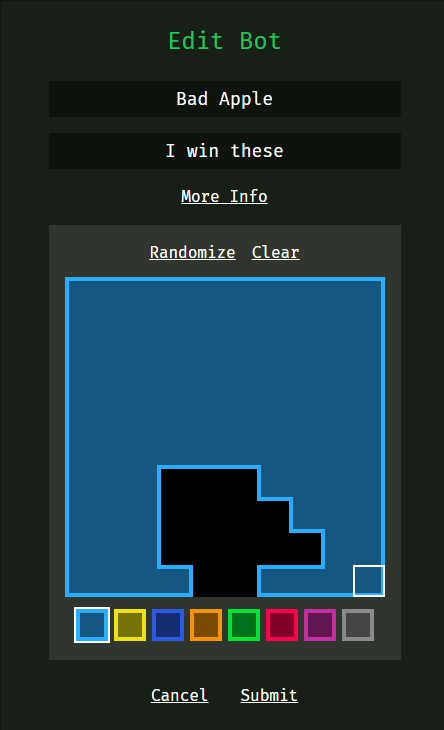 Edit Bot
Bad Apple
I win these
More Info
Randomize Clear
Cancel Submit